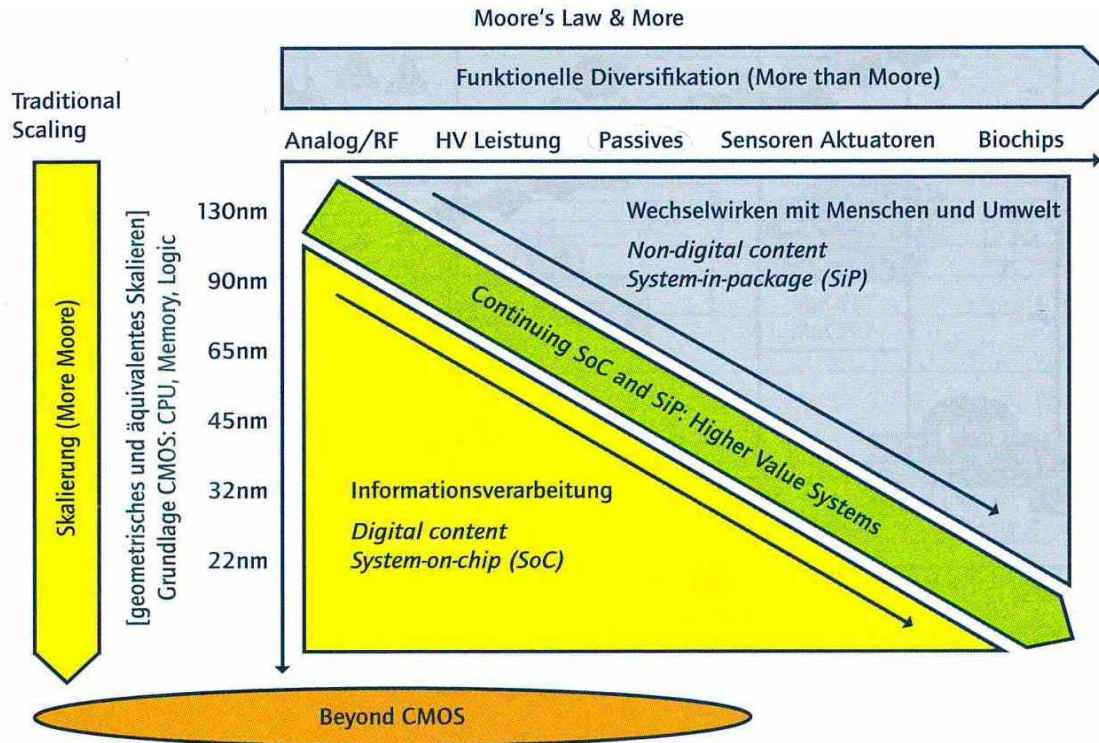 Moore's Law & More
Funktionelle Diversifikation (More than Moore)
Traditional
Scaling
Analog/RF HV Leistung Passives Sensoren Aktuatoren Biochips
Skalierung (More Moore)
[geometrisches und äquivalentes Skalieren]
Grundlage CMOS: CPU, Memory, Logic
130nm
90nm
65nm
45nm
32nm
22nm
Wechselwirken mit Menschen und Umwelt
Non-digital content
System-in-package (SiP)
Continuing SoC and SiP: Higher Value Systems
Informationsverarbeitung
Digital content
System-on-chip (SoC)
Beyond CMOS